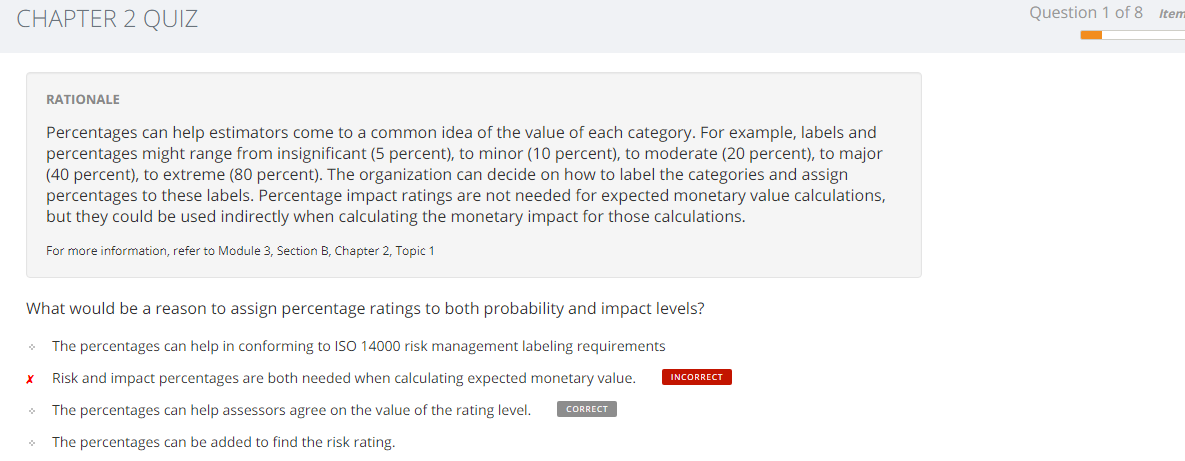 CHAPTER 2 QUIZ
Question 1 of 8 Item
RATIONALE
Percentages can help estimators come to a common idea of the value of each category. For example, labels and
percentages might range from insignificant (5 percent), to minor (10 percent), to moderate (20 percent), to major
(40 percent), to extreme (80 percent). The organization can decide on how to label the categories and assign
percentages to these labels. Percentage impact ratings are not needed for expected monetary value calculations,
but they could be used indirectly when calculating the monetary impact for those calculations.
For more information, refer to Module 3, Section B, Chapter 2, Topic 1
What would be a reason to assign percentage ratings to both probability and impact levels?
The percentages can help in conforming to ISO 14000 risk management labeling requirements
✗ Risk and impact percentages are both needed when calculating expected monetary value. INCORRECT
The percentages can help assessors agree on the value of the rating level. CORRECT
The percentages can be added to find the risk rating.